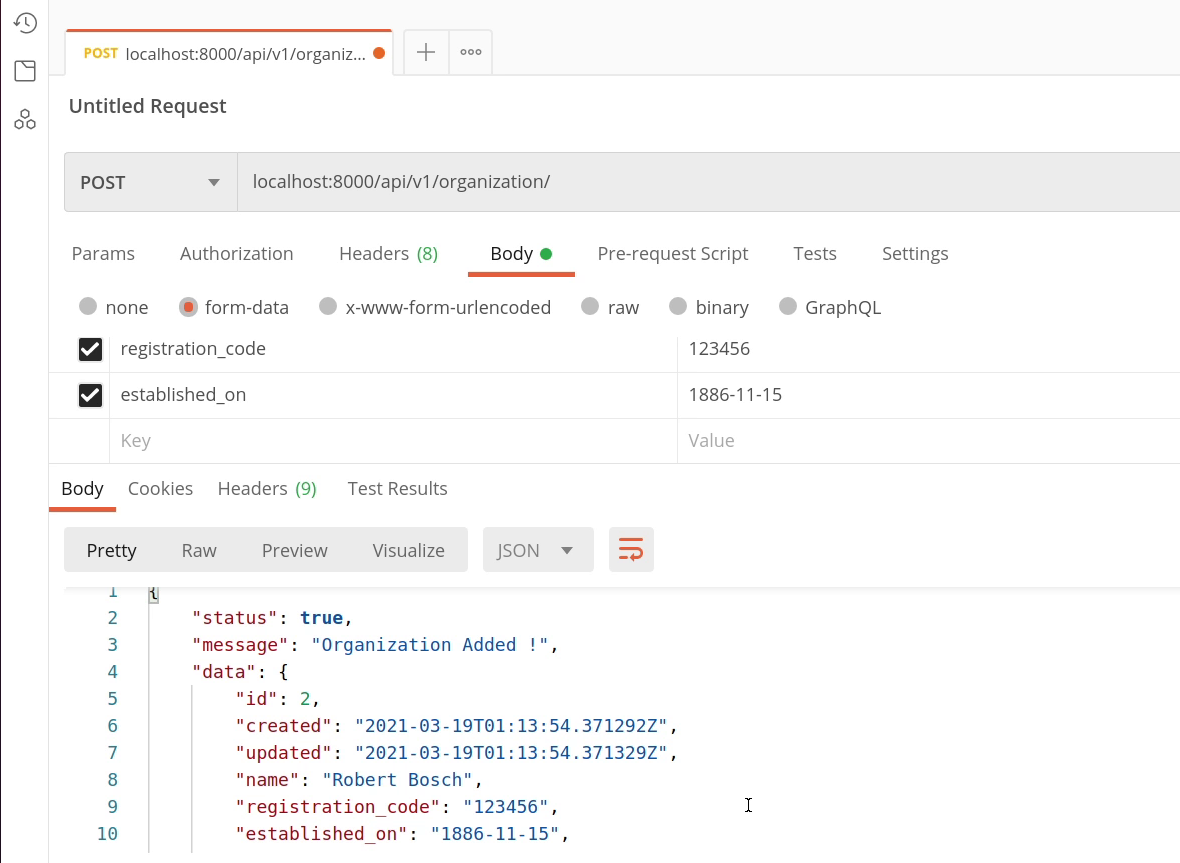 POST localhost:8000/api/v1/organiz...
Untitled Request
POST localhost:8000/api/v1/organization/
Params Authorization Headers (8) Body Pre-request Script Tests Settings
none form-data x-www-form-urlencoded raw binary GraphQL
registration_code 123456
established_on 1886-11-15
Key Value
Body Cookies Headers (9) Test Results
Pretty Raw Preview Visualize JSON
1 {
2 "status": true,
3 "message": "Organization Added !",
4 "data": {
5 "id": 2,
6 "created": "2021-03-19T01:13:54.371292Z",
7 "updated": "2021-03-19T01:13:54.371329Z",
8 "name": "Robert Bosch",
9 "registration_code": "123456",
10 "established_on": "1886-11-15",